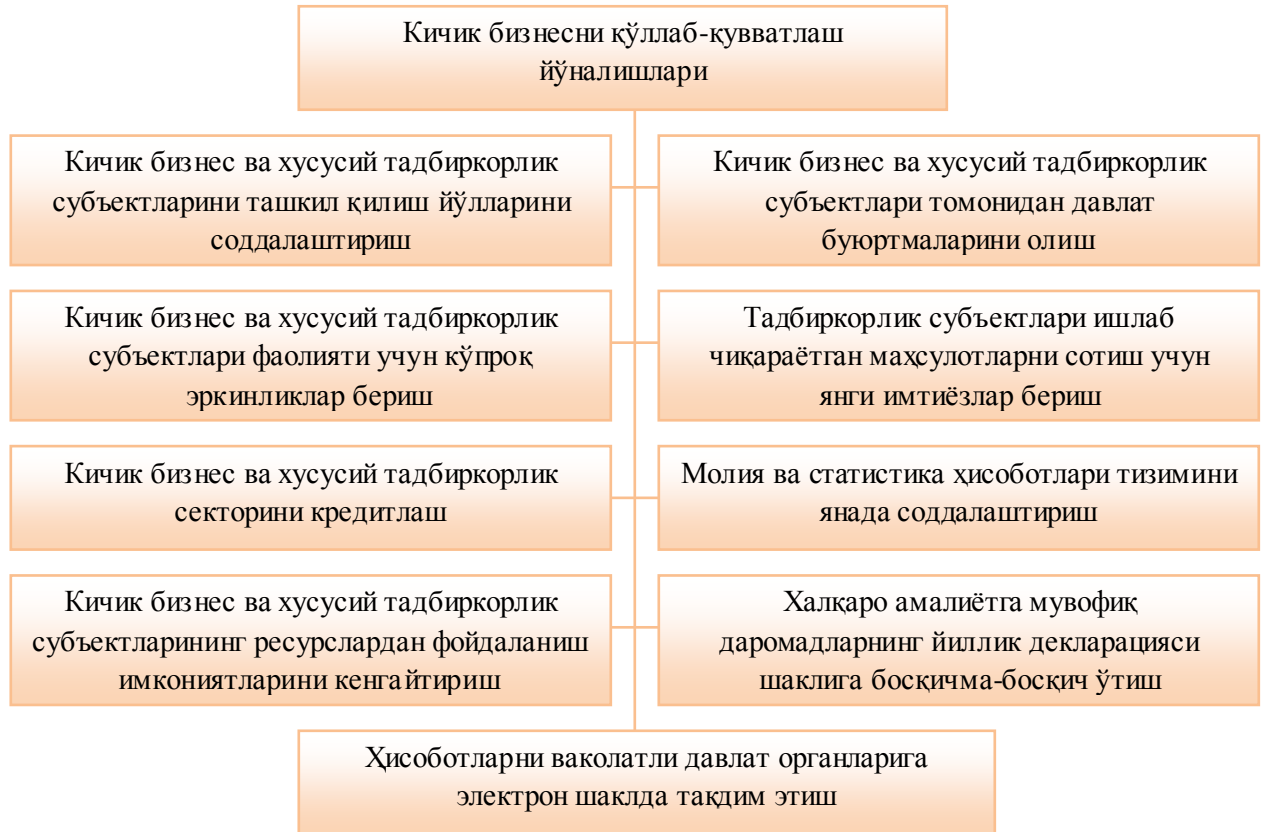 Кичик бизнесни қўллаб-қувватлаш
йўналишлари
Кичик бизнес ва хусусий тадбиркорлик
субъектларини ташкил қилиш йўлларини
соддалаштириш
Кичик бизнес ва хусусий тадбиркорлик
субъектлари томонидан давлат
буюртмаларини олиш
Кичик бизнес ва хусусий тадбиркорлик
субъектлари фаолияти учун кўпроқ
эркинликлар бериш
Тадбиркорлик субъектлари ишлаб
чиқараётган маҳсулотларни сотиш учун
янги имтиёзлар бериш
Кичик бизнес ва хусусий тадбиркорлик
секторини кредитлаш
Молия ва статистика ҳисоботлари тизимини
янада соддалаштириш
Кичик бизнес ва хусусий тадбиркорлик
субъектларининг ресурслардан фойдаланиш
имкониятларини кенгайтириш
Халқаро амалиётга мувофиқ
даромадларнинг йиллик декларацияси
шаклига босқичма-босқич ўтиш
Ҳисоботларни ваколатли давлат органларига
электрон шаклда тақдим этиш